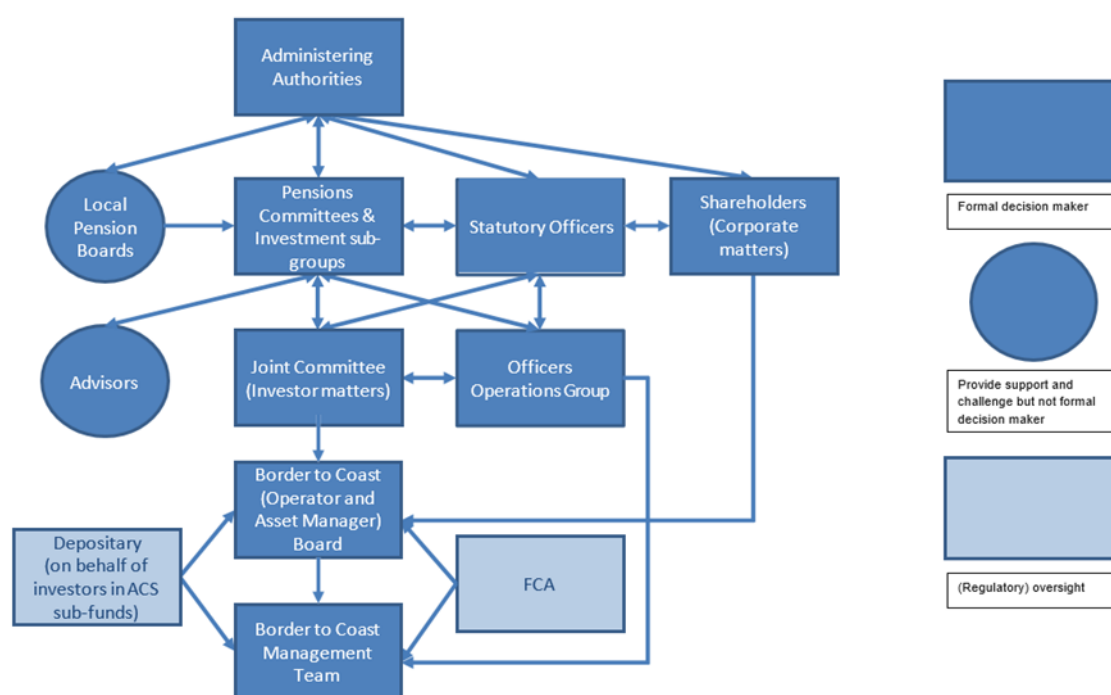 Administering
Authorities
Local
Pension
Boards
Pensions
Committees &
Investment sub-
groups
Statutory Officers
Shareholders
(Corporate
matters)
Formal decision maker
Advisors
Joint Committee
(Investor matters)
Officers
Operations Group
Provide support and
challenge but not formal
decision maker
Border to Coast
(Operator and
Asset Manager)
Board
Depositary
(on behalf of
investors in ACS
sub-funds)
FCA
(Regulatory) oversight
Border to Coast
Management
Team